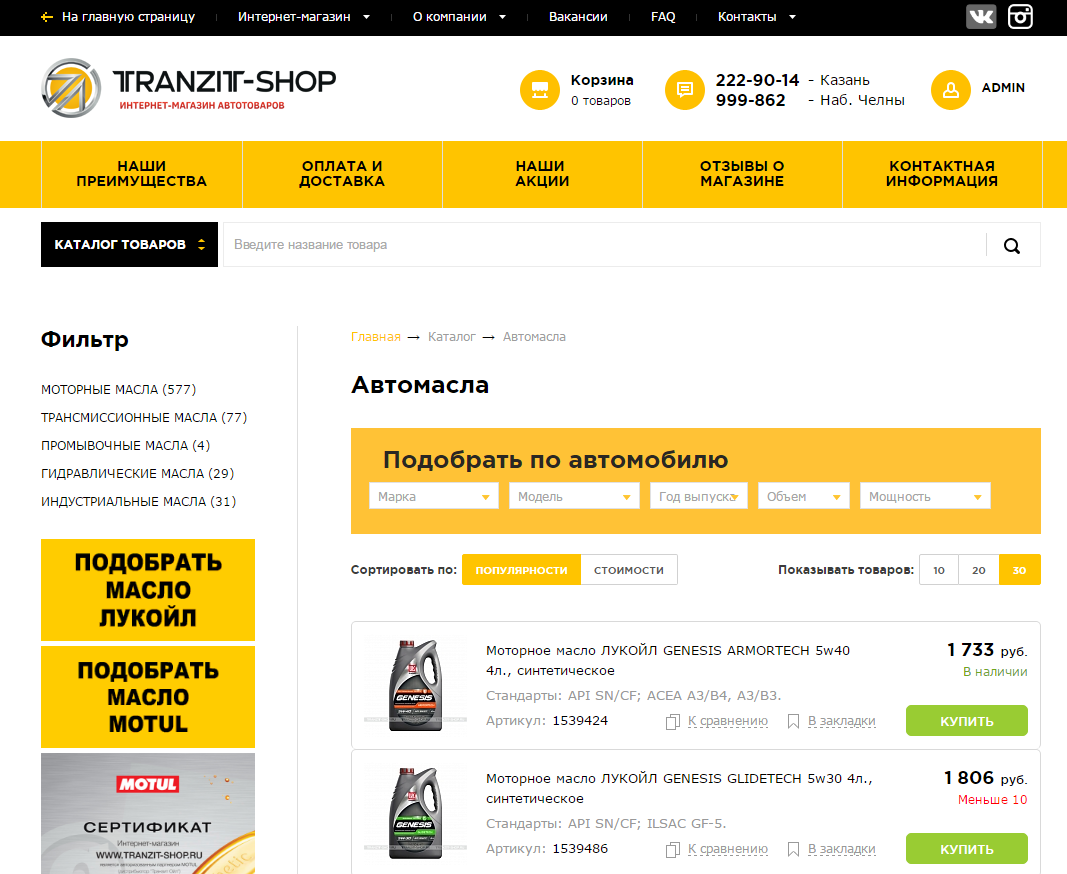 На главную страницу
Интернет-магазин
О компании
Вакансии
FAQ
Контакты
TRANZIT-SHOP
ИНТЕРНЕТ-МАГАЗИН АВТОТОВАРОВ
Корзина
0 товаров
222-90-14 - Казань
999-862 - Наб. Челны
ADMIN
НАШИ
ПРЕИМУЩЕСТВА
ОПЛАТА И
ДОСТАВКА
НАШИ
АКЦИИ
ОТЗЫВЫ О
МАГАЗИНЕ
КОНТАКТНАЯ
ИНФОРМАЦИЯ
КАТАЛОГ ТОВАРОВ
Введите название товара
Фильтр
МОТОРНЫЕ МАСЛА (577)
ТРАНСМИССИОННЫЕ МАСЛА (77)
ПРОМЫВОЧНЫЕ МАСЛА (4)
ГИДРАВЛИЧЕСКИЕ МАСЛА (29)
ИНДУСТРИАЛЬНЫЕ МАСЛА (31)
ПОДОБРАТЬ
МАСЛО
ЛУКОЙЛ
ПОДОБРАТЬ
МАСЛО
MOTUL
MOTUL
СЕРТИФИКАТ
Интернет-магазин
WWW.TRANZIT-SHOP.RU
Главная → Каталог → Автомасла
Автомасла
Подобрать по автомобилю
Марка
Модель
Год выпуска
Объем
Мощность
Сортировать по: ПОПУЛЯРНОСТИ СТОИМОСТИ
Показывать товаров: 10 20 30
Моторное масло ЛУКОЙЛ GENESIS ARMORTECH 5w40
4л., синтетическое
Стандарты: API SN/CF; ACEA A3/B4, A3/B3.
Артикул: 1539424
К сравнению
В закладки
1 733 руб.
В наличии
КУПИТЬ
GENESIS
Моторное масло ЛУКОЙЛ GENESIS GLIDETECH 5w30 4л.,
синтетическое
Стандарты: API SN/CF; ILSAC GF-5.
Артикул: 1539486
К сравнению
В закладки
1 806 руб.
Меньше 10
КУПИТЬ
GENESIS